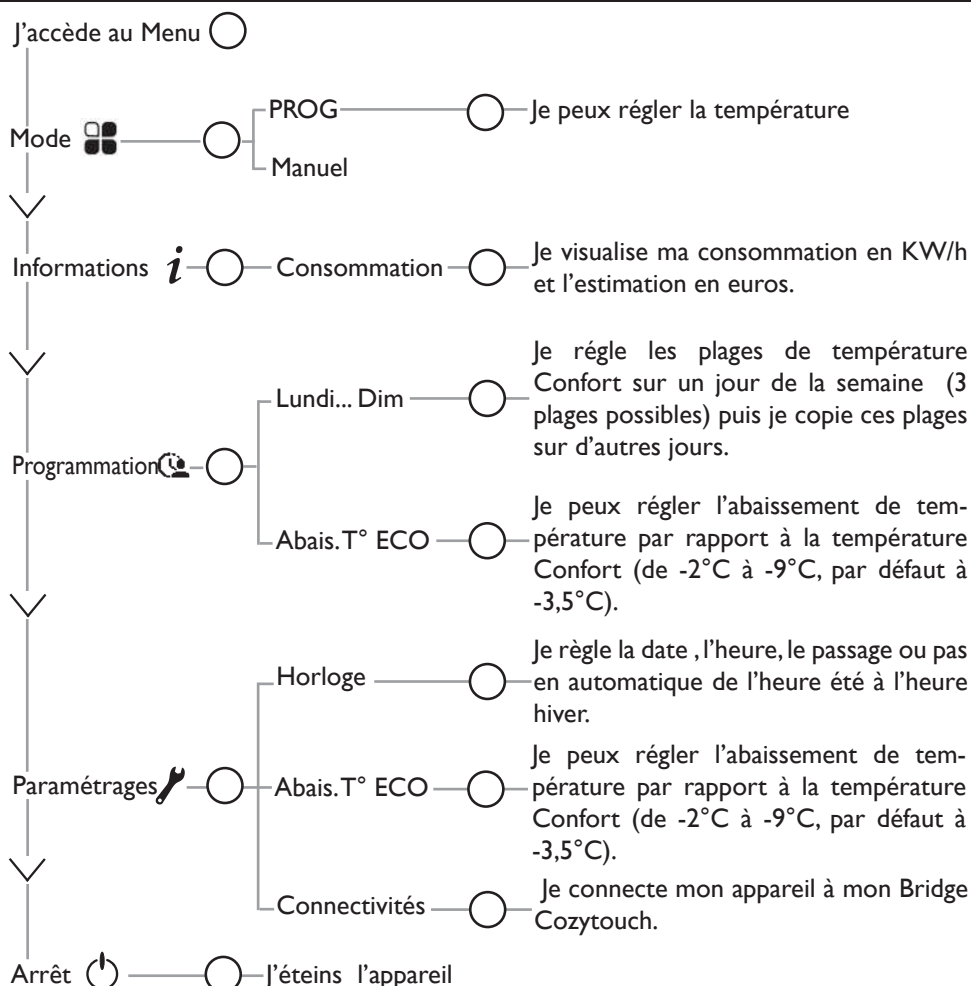 J'accède au Menu
Mode
PROG
Je peux régler la température
Manuel
Informations i
Consommation
Je visualise ma consommation en KW/h
et l'estimation en euros.
Programmation
Lundi... Dim
Je régle les plages de température
Confort sur un jour de la semaine (3
plages possibles) puis je copie ces plages
sur d'autres jours.
Abais.T° ECO
Je peux régler l'abaissement de tem-
pérature par rapport à la température
Confort (de -2°C à -9°C, par défaut à
-3,5°C).
Paramétrages
Horloge
Je règle la date , l'heure, le passage ou pas
en automatique de l'heure été à l'heure
hiver.
Abais.T° ECO
Je peux régler l'abaissement de tem-
pérature par rapport à la température
Confort (de -2°C à -9°C, par défaut à
-3,5°C).
Connectivités
Je connecte mon appareil à mon Bridge
Cozytouch.
Arrêt
J'éteins l'appareil